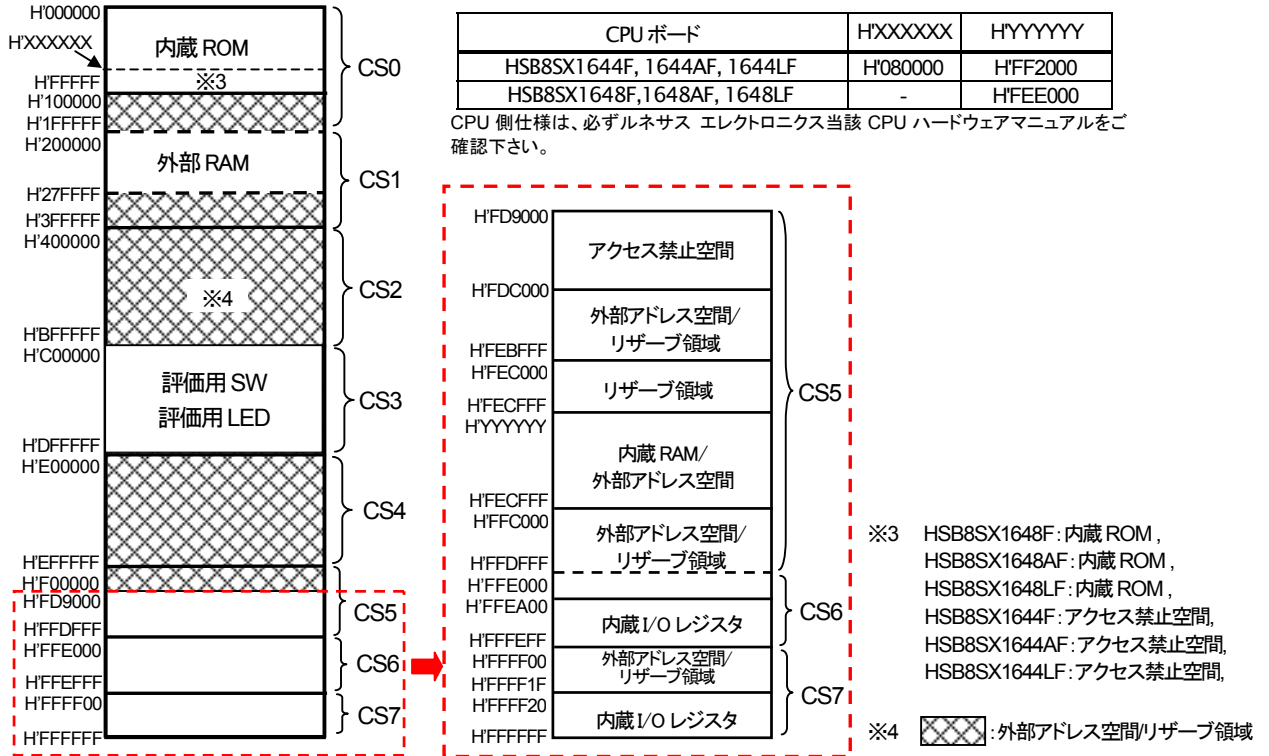 H'000000
H'XXXXXX
内蔵 ROM
※3
H'FFFFF
H'100000
H'1FFFFF
CS0
H'200000
外部 RAM
H'27FFFF
H'3FFFFF
CS1
H'400000
※4
H'BFFFFF
CS2
H'C00000
評価用 SW
評価用 LED
H'DFFFFF
CS3
H'E00000
H'EFFFFF
CS4
H'F00000
H'FD9000
H'FFDFFF
CS5
H'FFE000
H'FFEFFF
CS6
H'FFFF00
H'FFFFFF
CS7
CPU ボード H'XXXXXX H'YYYYYY
HSB8SX1644F, 1644AF, 1644LF H'080000 H'FF2000
HSB8SX1648F,1648AF, 1648LF - H'FEE000
CPU 側仕様は、必ずルネサス エレクトロニクス当該 CPU ハードウェアマニュアルをご
確認下さい。
H'FD9000
アクセス禁止空間
H'FDC000
外部アドレス空間/
リザーブ領域
H'FEBFFF
H'FEC000
リザーブ領域
H'FECFFF
H'YYYYYY
内蔵 RAM/
外部アドレス空間
H'FECFFF
H'FFC000
外部アドレス空間/
リザーブ領域
H'FFDFFF
CS5
H'FFE000
H'FFEA00
内蔵 I/O レジスタ
H'FFFEFF
CS6
H'FFFF00
外部アドレス空間/
リザーブ領域
H'FFFF1F
H'FFFF20
内蔵 I/O レジスタ
H'FFFFFF
CS7
※3 HSB8SX1648F:内蔵 ROM ,
HSB8SX1648AF:内蔵 ROM ,
HSB8SX1648LF:内蔵 ROM ,
HSB8SX1644F:アクセス禁止空間,
HSB8SX1644AF:アクセス禁止空間,
HSB8SX1644LF:アクセス禁止空間,
※4 :外部アドレス空間/リザーブ領域